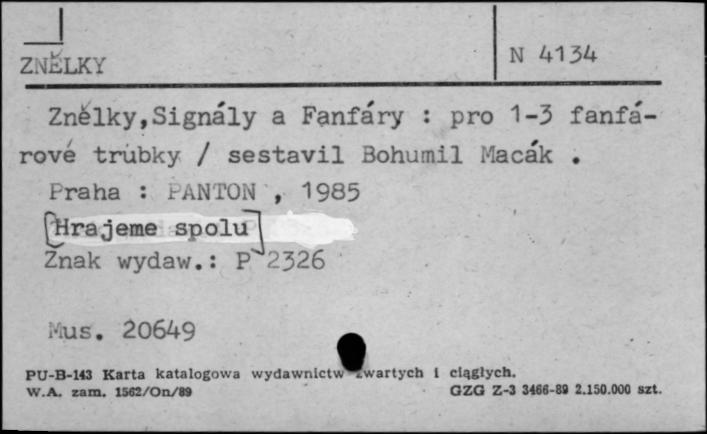 ZNĚLKY
N 4134
Znělky,Signály a Fanfáry : pro 1-3 fanfá-
rové trubky / sestavil Bohumil Macák .
Praha : PANTON , 1985
[Hrajeme spolu]
Znak wydaw.: P 2326
Mus. 20649
PU-B-143 Karta katalogowa wydawnictw zwartych i ciągłych.
W.A. zam. 1562/On/89 GZG Z-3 3466-89 2.150.000 szt.